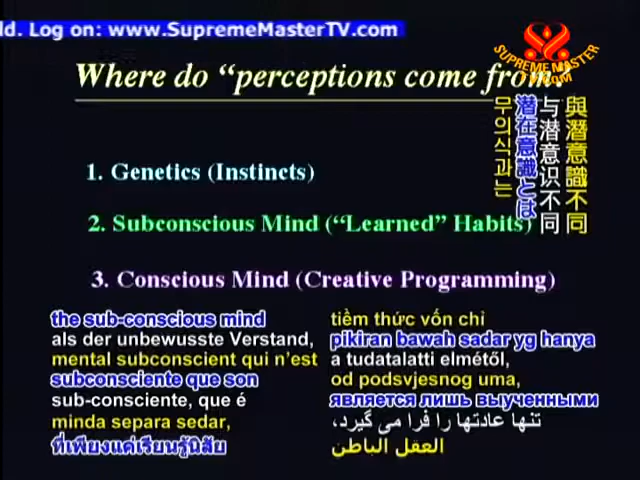 ld. Log on: www.SupremeMasterTV.com
SUPREME MASTER
TV.COM
Where do “perceptions come from?
1. Genetics (Instincts)
2. Subconscious Mind (“Learned” Habits)
3. Conscious Mind (Creative Programming)
與潛意識不同
与潜意识不同
潜在意識とは
무의식과는
the sub-conscious mind
als der unbewusste Verstand,
mental subconscient qui n'est
subconsciente que son
sub-consciente, que é
minda separa sedar,
ที่เพียงแค่เรียนรู้นิสัย
tiềm thức vốn chỉ
pikiran bawah sadar yg hanya
a tudatalatti elmétől,
od podsvjesnog uma,
является лишь выученными
تنها عادتها را فرا می گیرد،
العقل الباطن